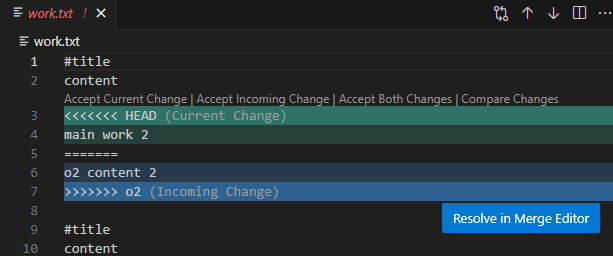 work.txt !
work.txt
1 #title
2 content
Accept Current Change | Accept Incoming Change | Accept Both Changes | Compare Changes
3 <<<<<<< HEAD (Current Change)
4 main work 2
5 =======
6 o2 content 2
7 >>>>>>> o2 (Incoming Change)
8
Resolve in Merge Editor
9 #title
10 content